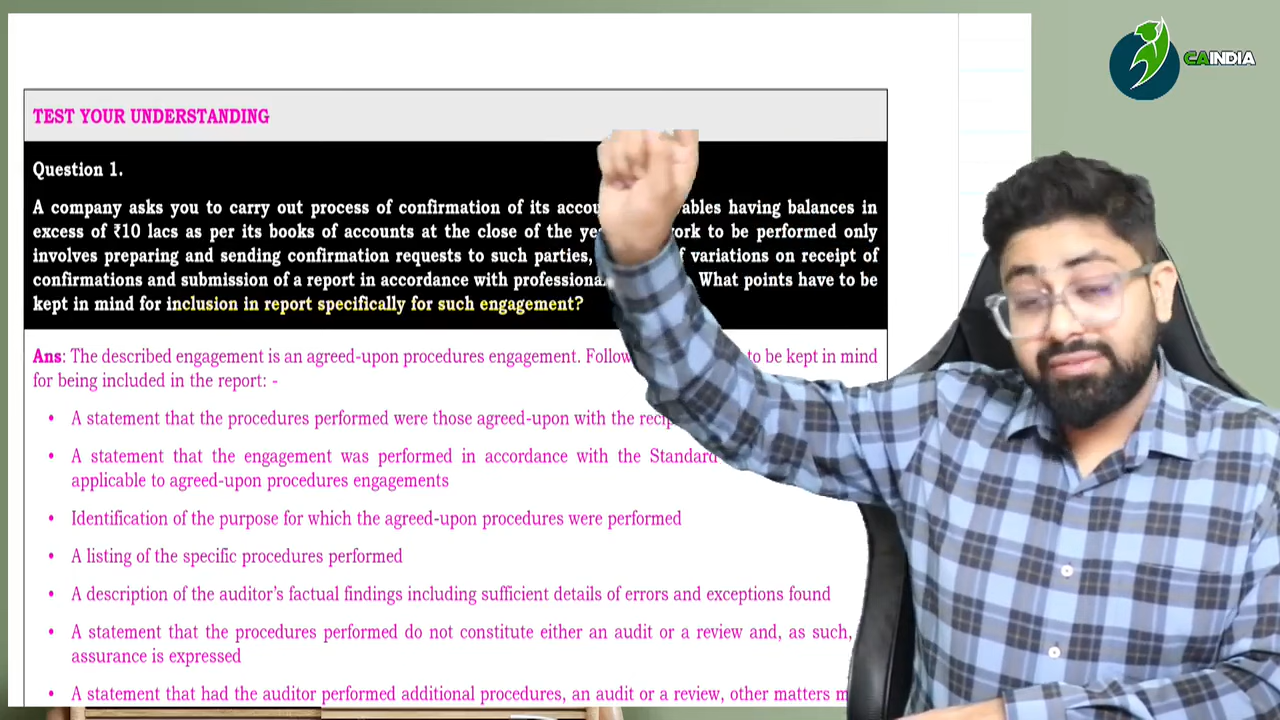 CAINDIA
TEST YOUR UNDERSTANDING
Question 1.
A company asks you to carry out process of confirmation of its having balances in
excess of ₹10 lacs as per its books of accounts at the close of the to be performed only
involves preparing and sending confirmation requests to such parties, variations on receipt of
confirmations and submission of a report in accordance with What points have to be
kept in mind for inclusion in report specifically for such engagement?
Ans: The described engagement is an agreed-upon procedures engagement. to be kept in mind
for being included in the report: -
• A statement that the procedures performed were those agreed-upon with the
• A statement that the engagement was performed in accordance with the Standard
applicable to agreed-upon procedures engagements
• Identification of the purpose for which the agreed-upon procedures were performed
• A listing of the specific procedures performed
• A description of the auditor's factual findings including sufficient details of errors and exceptions found
• A statement that the procedures performed do not constitute either an audit or a review and, as such,
assurance is expressed
• A statement that had the auditor performed additional procedures, an audit or a review, other matters